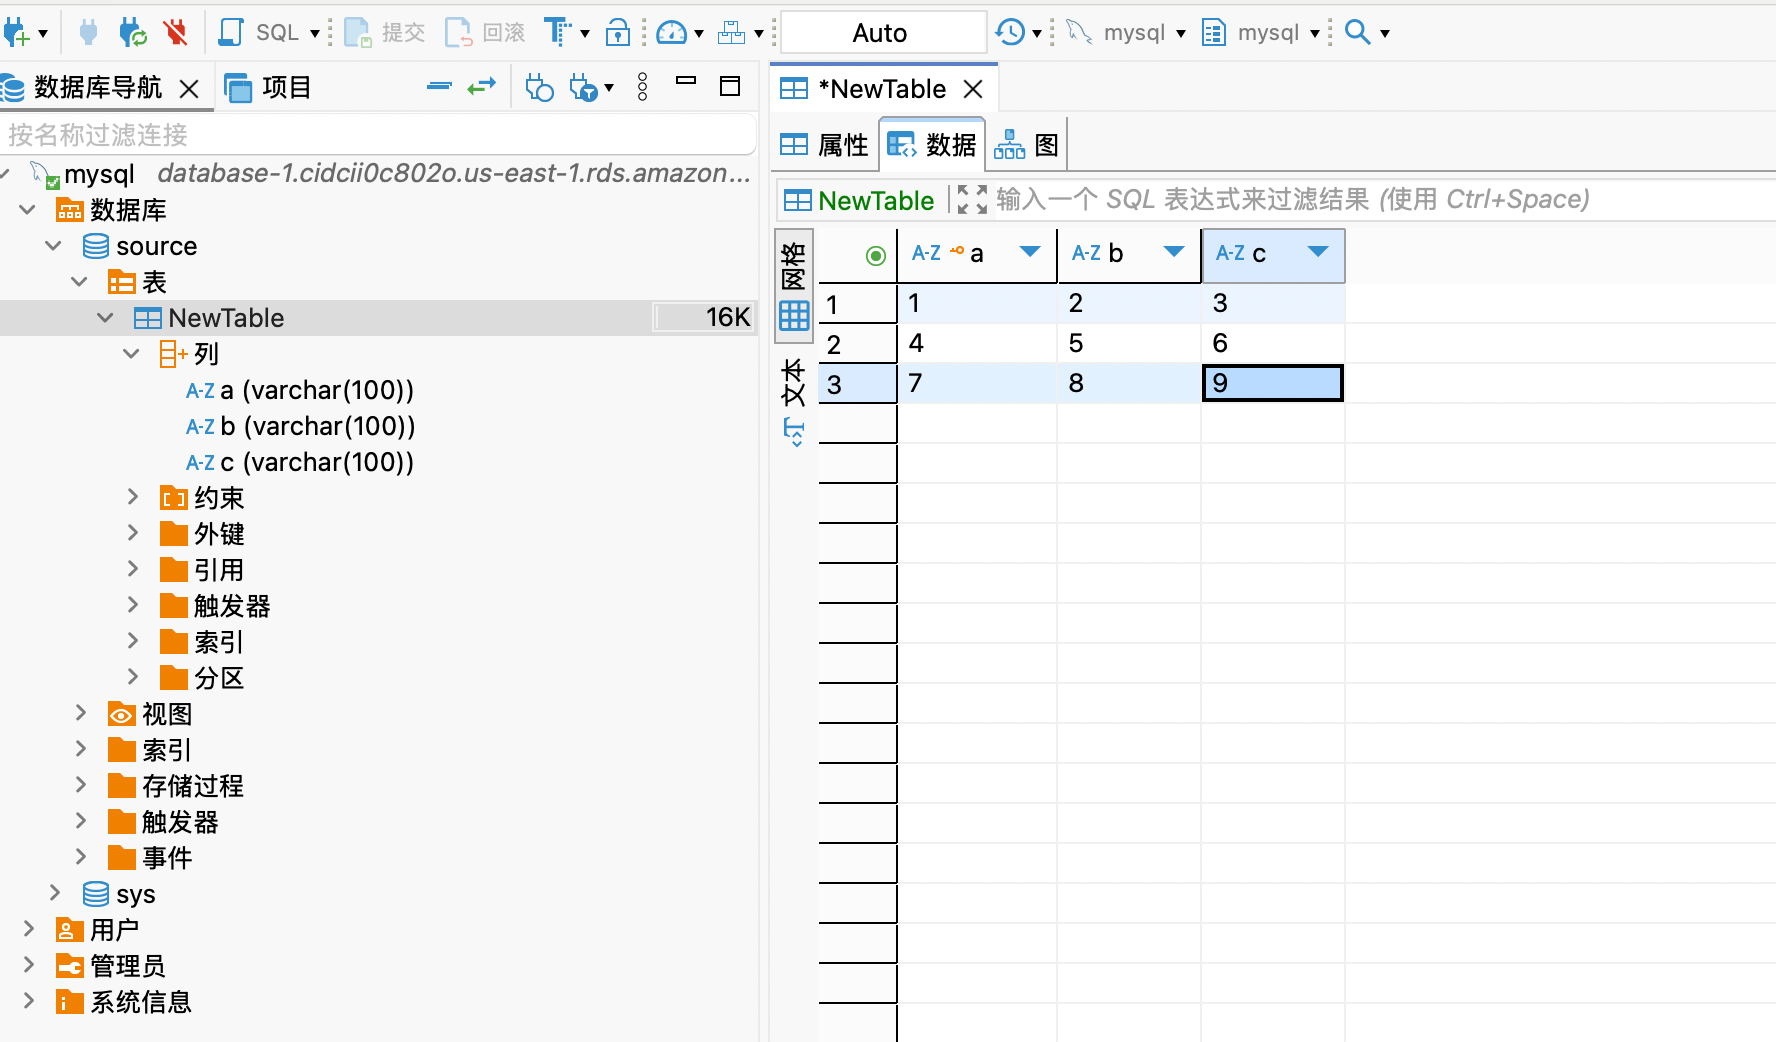 SQL 提交 回滚 T Auto mysql mysql
数据库导航 项目
按名称过滤连接
mysql database-1.cidcii0c802o.us-east-1.rds.amazon...
数据库
source
表
NewTable 16K
列
A-Z a (varchar(100))
A-Z b (varchar(100))
A-Z c (varchar(100))
约束
外键
引用
触发器
索引
分区
视图
索引
存储过程
触发器
事件
sys
用户
管理员
系统信息
*NewTable
属性 数据 图
NewTable 输入一个 SQL 表达式来过滤结果 (使用 Ctrl+Space)
网格
文本
A-Z a A-Z b A-Z c
1 1 2 3
2 4 5 6
3 7 8 9